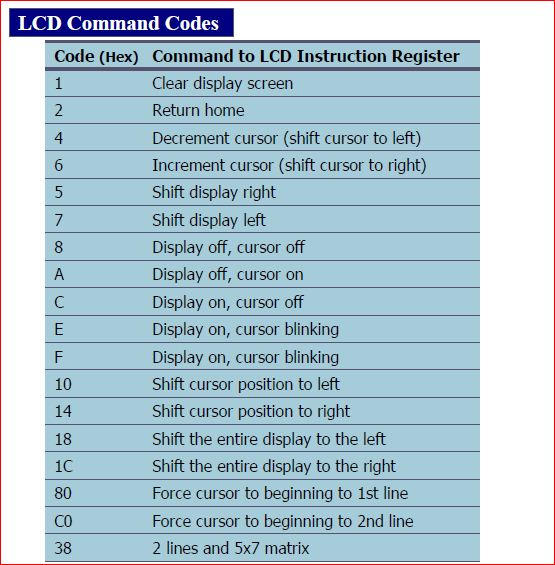 LCD Command Codes
Code (Hex) Command to LCD Instruction Register
1 Clear display screen
2 Return home
4 Decrement cursor (shift cursor to left)
6 Increment cursor (shift cursor to right)
5 Shift display right
7 Shift display left
8 Display off, cursor off
A Display off, cursor on
C Display on, cursor off
E Display on, cursor blinking
F Display on, cursor blinking
10 Shift cursor position to left
14 Shift cursor position to right
18 Shift the entire display to the left
1C Shift the entire display to the right
80 Force cursor to beginning to 1st line
C0 Force cursor to beginning to 2nd line
38 2 lines and 5x7 matrix